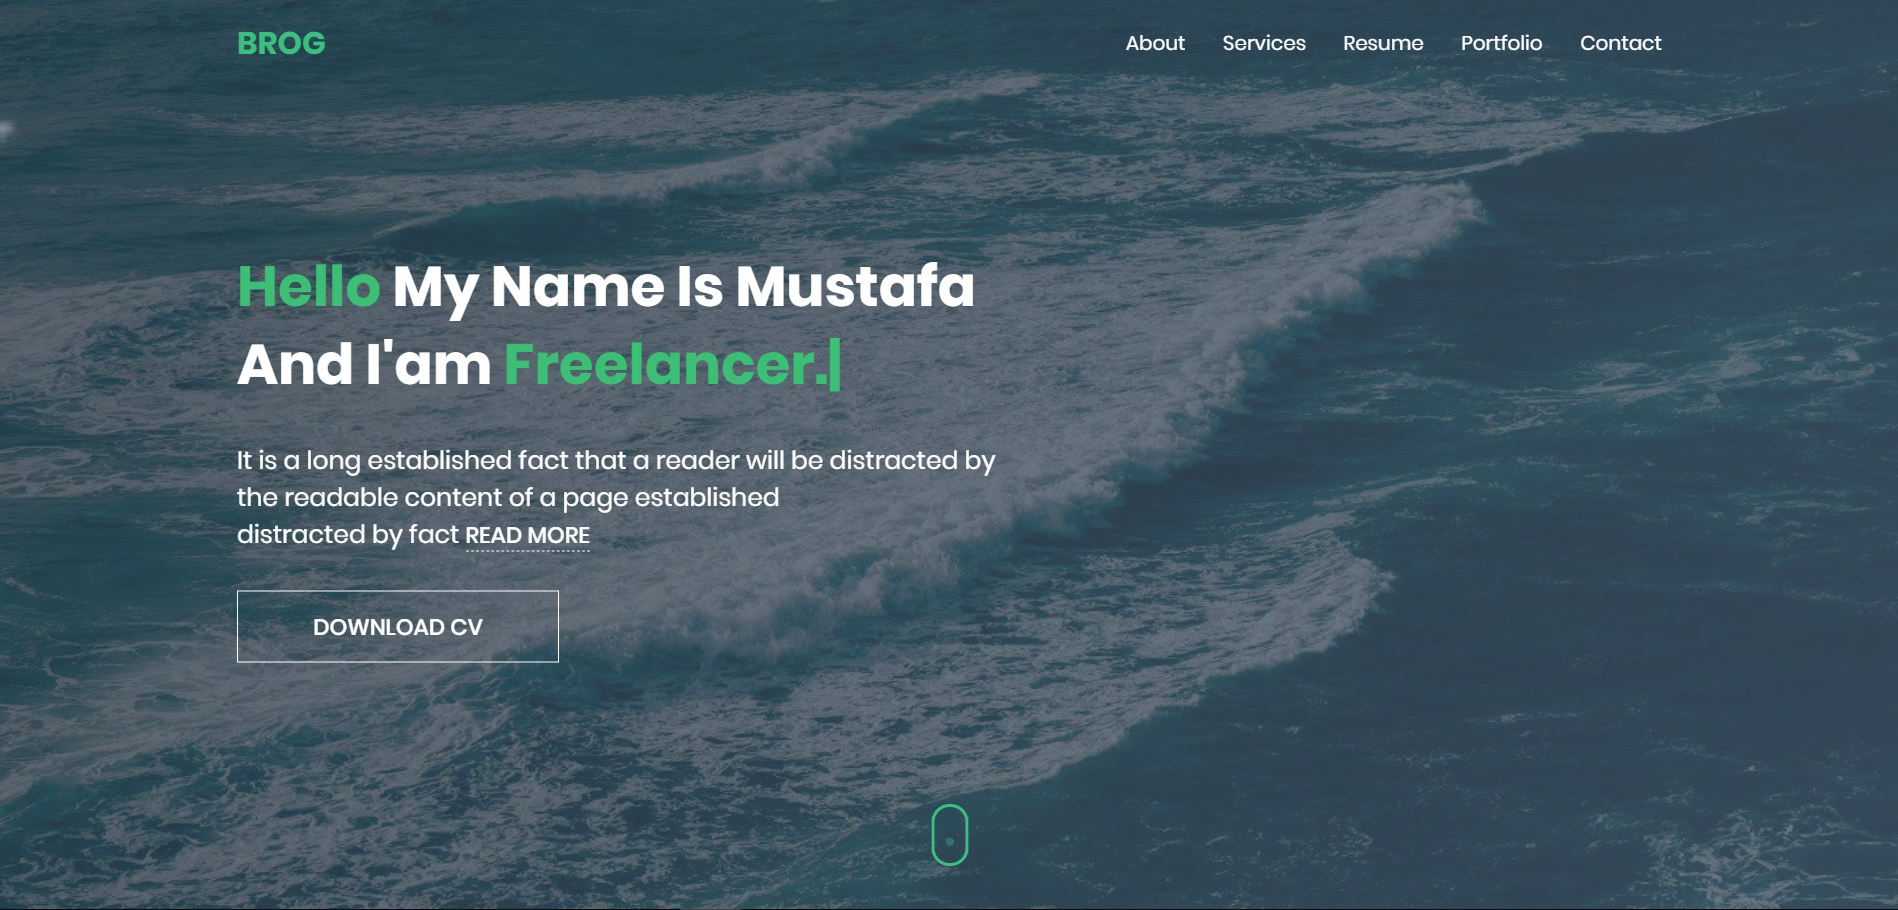 BROG
About Services Resume Portfolio Contact
Hello My Name Is Mustafa
And I'am Freelancer.|
It is a long established fact that a reader will be distracted by
the readable content of a page established
distracted by fact READ MORE
DOWNLOAD CV